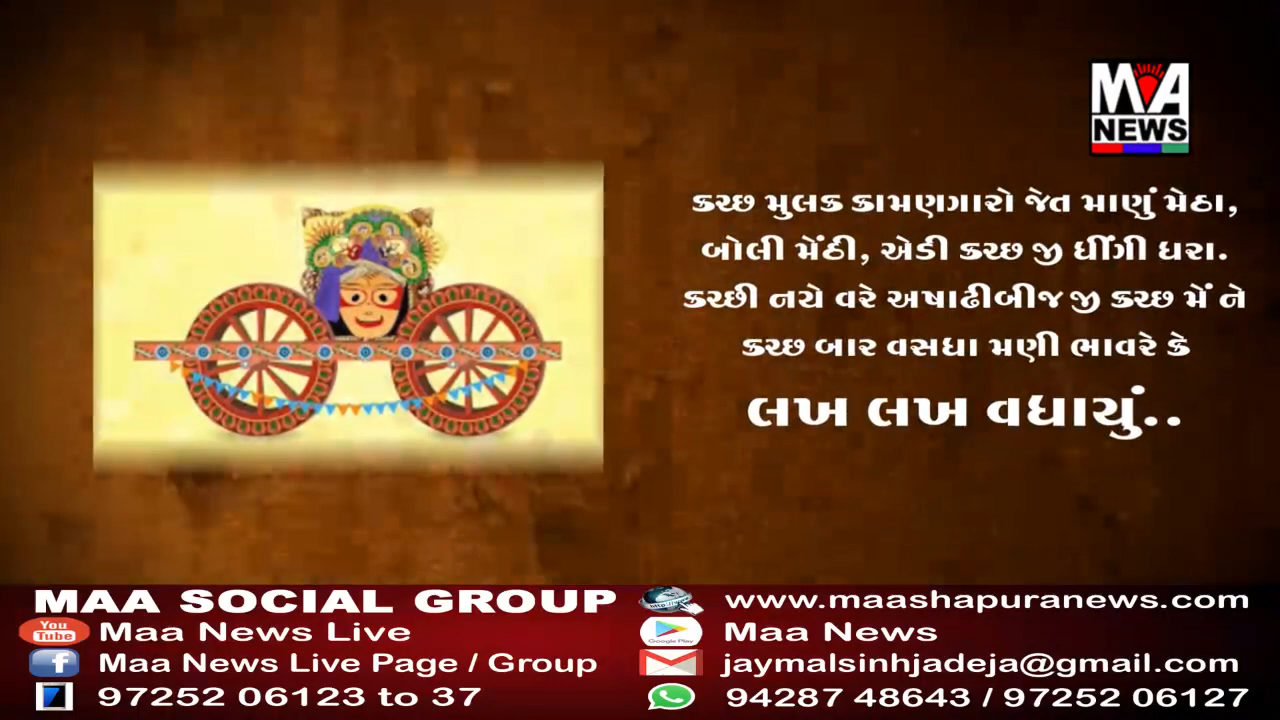 MAA
NEWS
કચ્છ મુલક કામણગારો જેત માણું મેઠા,
બોલી મેંઠી, એડી કચ્છ જી ધીંગી ધરા.
કચ્છી નયે વરે અષાઢીબીજ જી કચ્છ મેં ને
કચ્છ બાર વસધા મણી ભાવરે કે
લખ લખ વધાયું..
MAA SOCIAL GROUP
You Tube Maa News Live
f Maa News Live Page / Group
97252 06123 to 37
http:// www.maashapuranews.com
Google Play Maa News
jaymalsinhjadeja@gmail.com
94287 48643 / 97252 06127